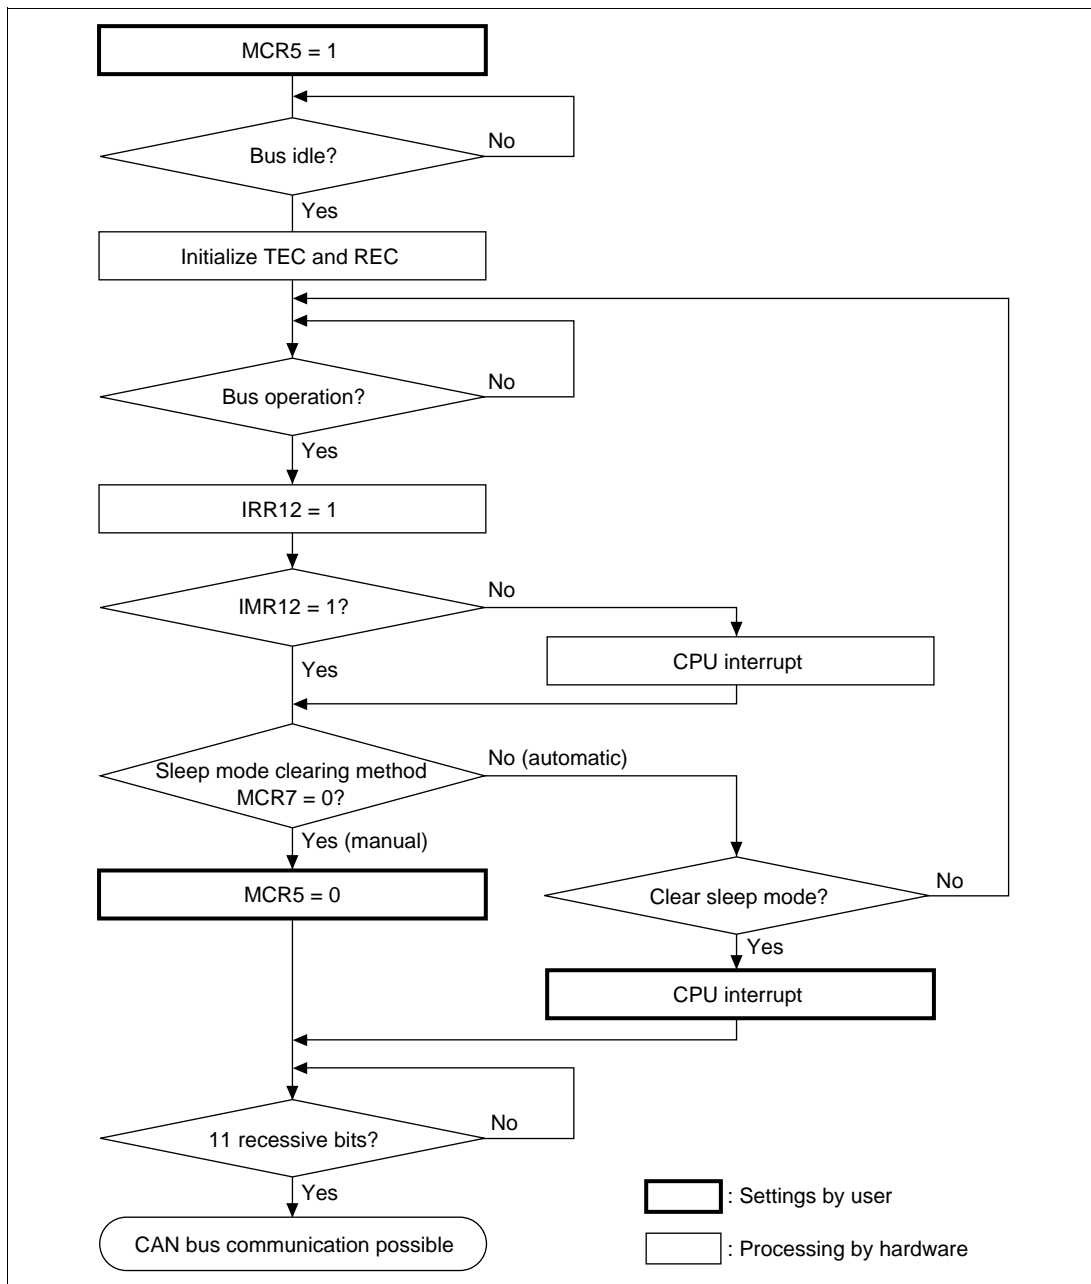 MCR5 = 1
Bus idle?
No
Yes
Initialize TEC and REC
Bus operation?
No
Yes
IRR12 = 1
IMR12 = 1?
No
CPU interrupt
Yes
Sleep mode clearing method
MCR7 = 0?
No (automatic)
Yes (manual)
MCR5 = 0
Clear sleep mode?
No
Yes
CPU interrupt
11 recessive bits?
No
Yes
CAN bus communication possible
: Settings by user
: Processing by hardware